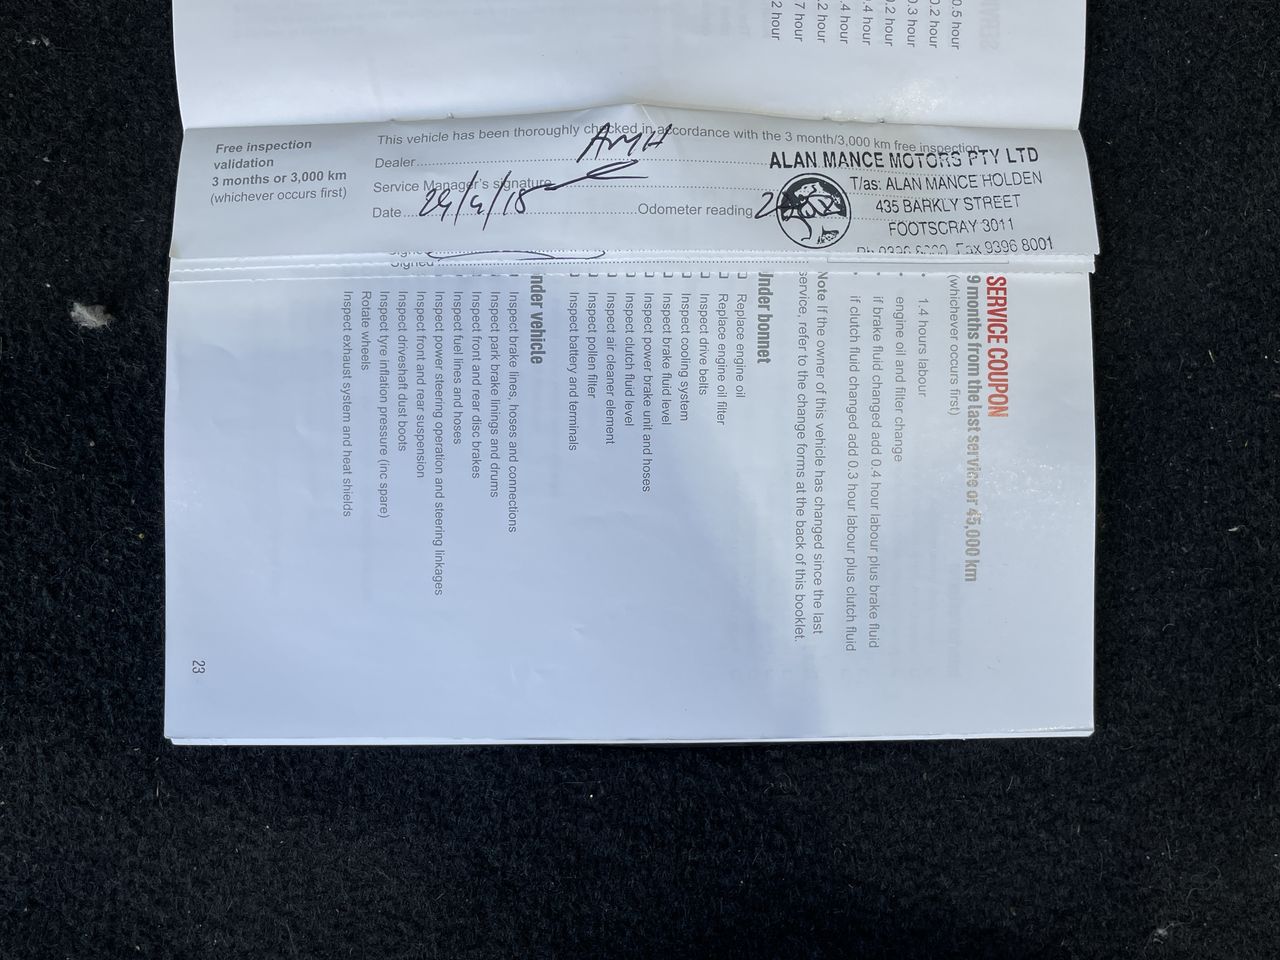 0.5 hour
0.2 hour
0.3 hour
0.2 hour
.4 hour
.4 hour
.2 hour
7 hour
2 hour
Free inspection
validation
3 months or 3,000 km
(whichever occurs first)
This vehicle has been thoroughly checked in accordance with the 3 month/3,000 km free inspection
Dealer AMH
Service Manager's signature
Date 29/4/15 Odometer reading
ALAN MANCE MOTORS PTY LTD
T/as: ALAN MANCE HOLDEN
435 BARKLY STREET
FOOTSCRAY 3011
Fax 9396 8001
Signed
SERVICE COUPON
9 months from the last service or 45,000 km
(whichever occurs first)
• 1.4 hours labour
• engine oil and filter change
• if brake fluid changed add 0.4 hour labour plus brake fluid
• if clutch fluid changed add 0.3 hour labour plus clutch fluid
Note If the owner of this vehicle has changed since the last
service, refer to the change forms at the back of this booklet.
Under bonnet
Replace engine oil
Replace engine oil filter
Inspect drive belts
Inspect cooling system
Inspect brake fluid level
Inspect power brake unit and hoses
Inspect clutch fluid level
Inspect air cleaner element
Inspect pollen filter
Inspect battery and terminals
nder vehicle
Inspect brake lines, hoses and connections
Inspect park brake linings and drums
Inspect front and rear disc brakes
Inspect fuel lines and hoses
Inspect power steering operation and steering linkages
Inspect front and rear suspension
Inspect driveshaft dust boots
Inspect tyre inflation pressure (inc spare)
Rotate wheels
Inspect exhaust system and heat shields
23